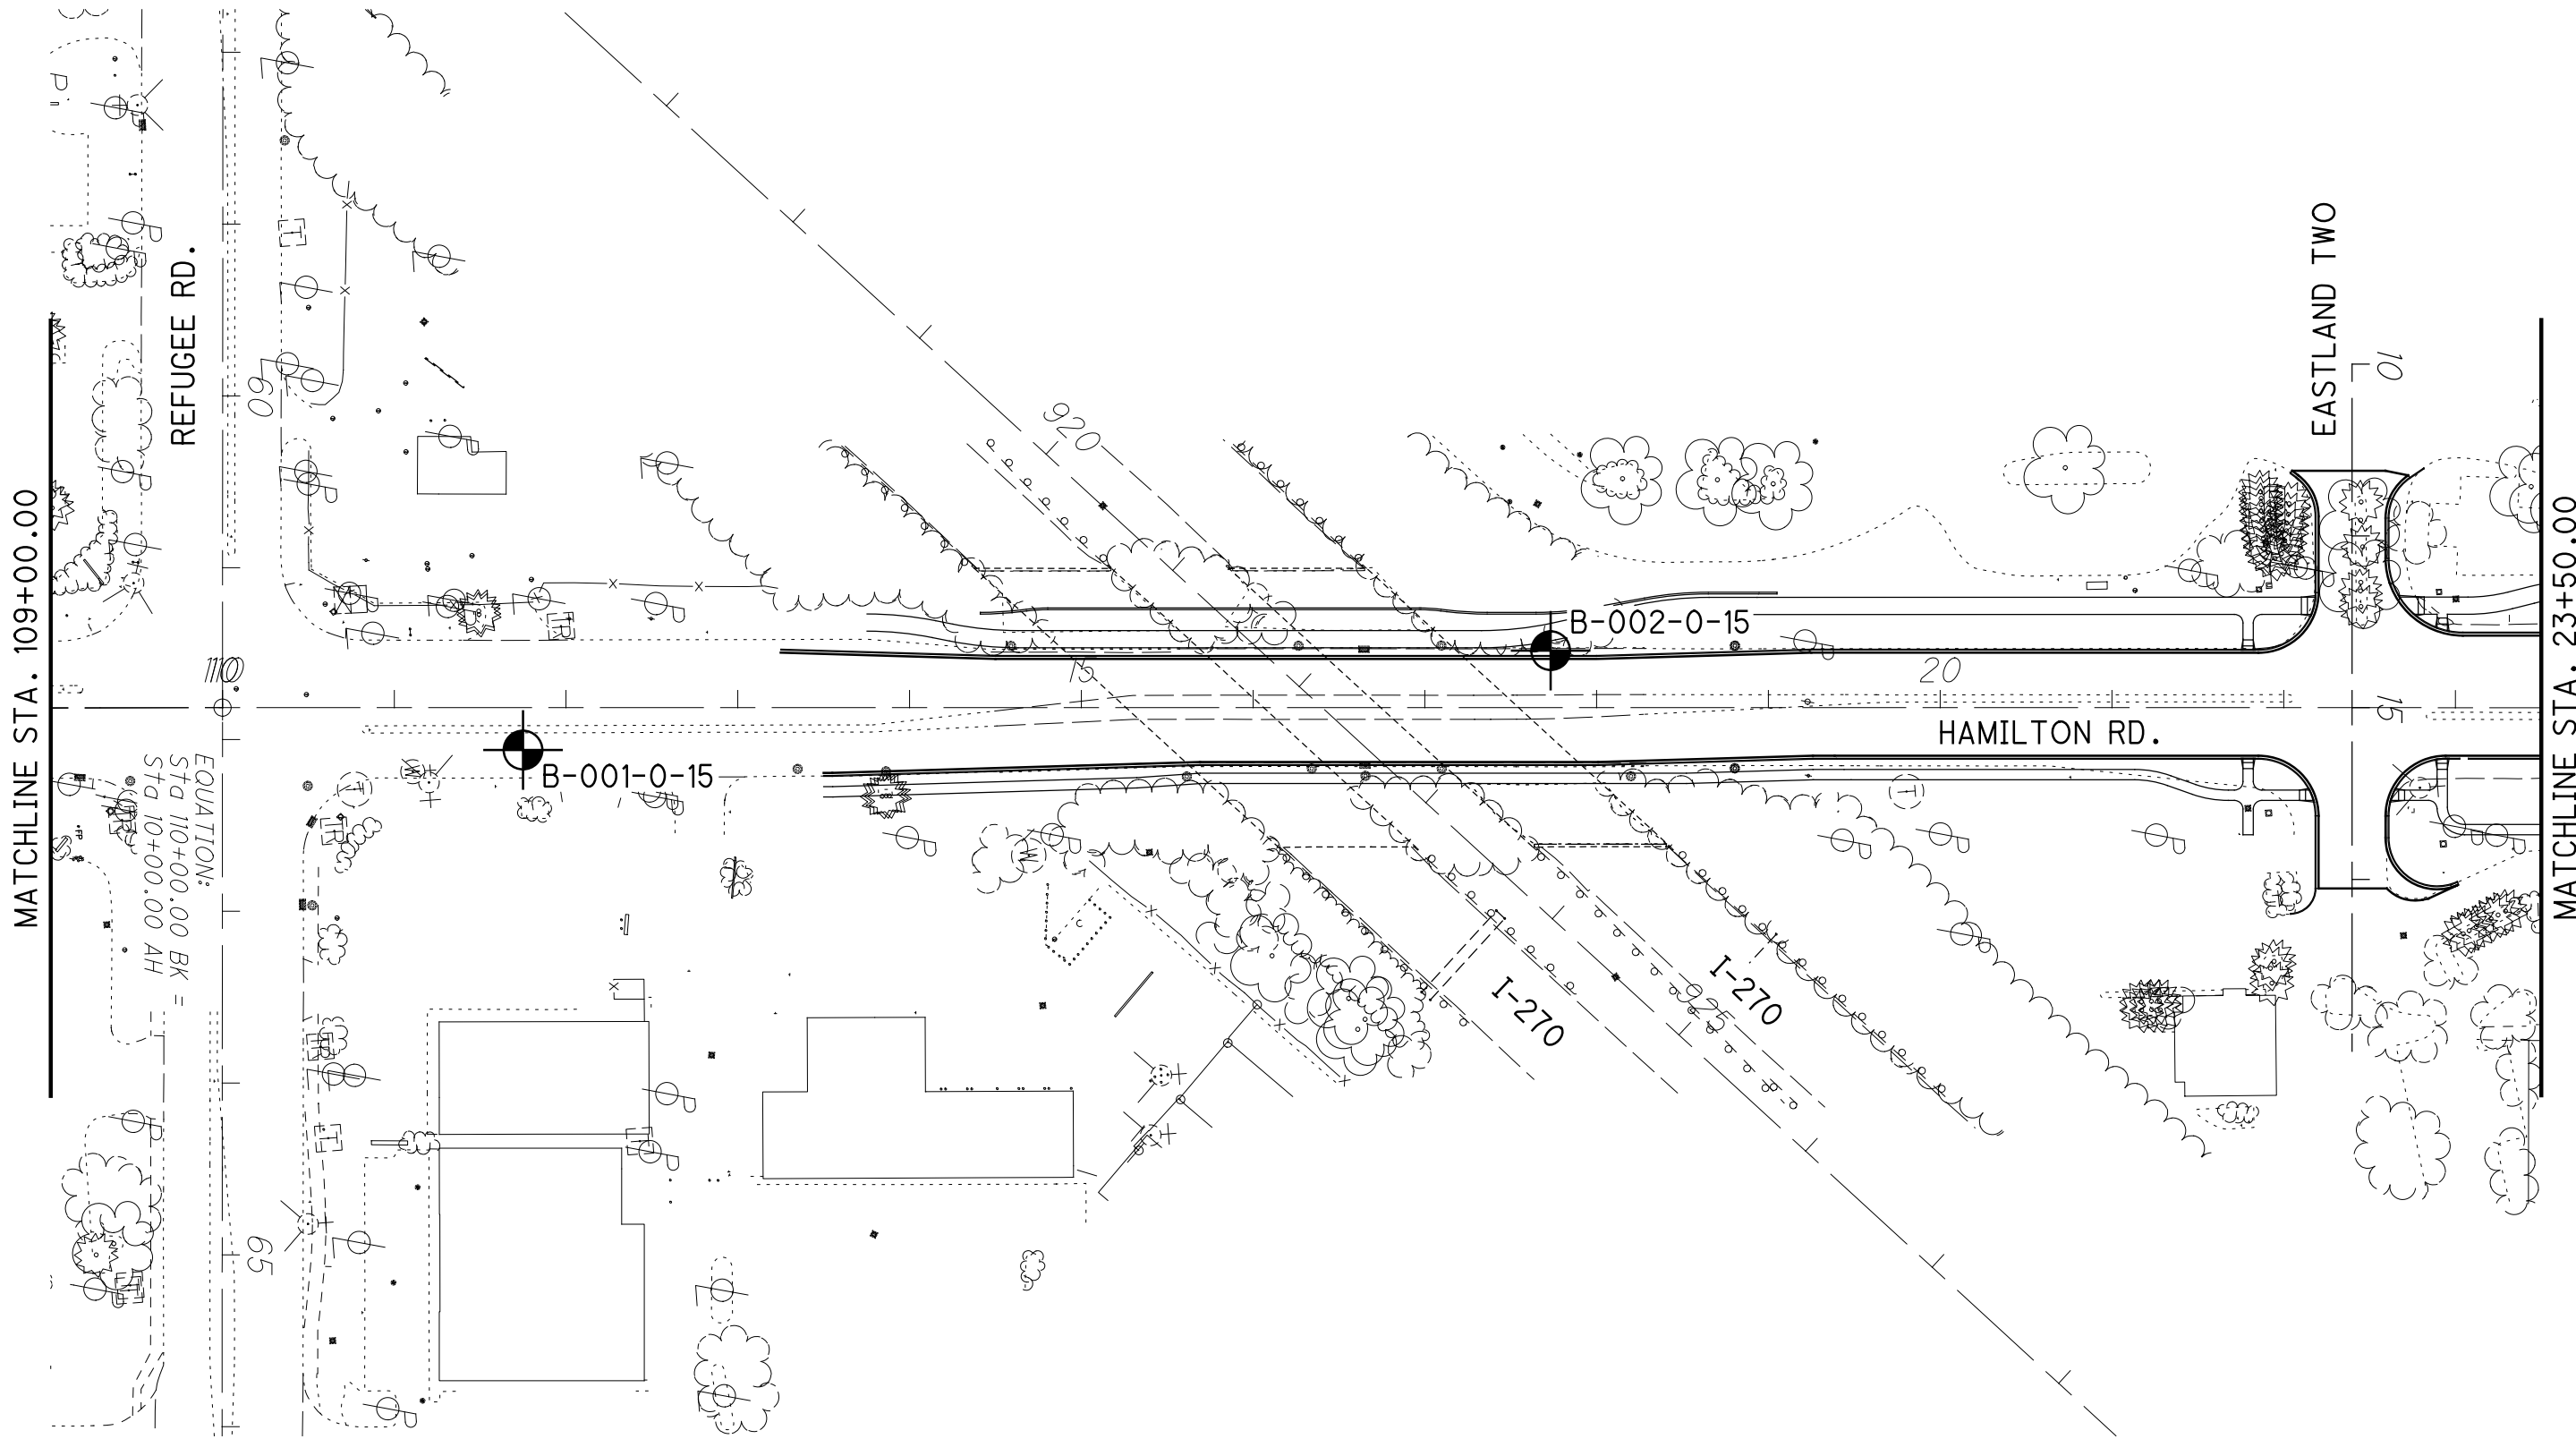 MATCHLINE STA. 109+00.00
REFUGEE RD.
60
65
110
EQUATION:
Sta 110+00.00 BK =
Sta 10+00.00 AH
B-001-0-15
15
920
B-002-0-15
I-270
I-270
925
20
HAMILTON RD.
EASTLAND TWO
10
15
MATCHLINE STA. 23+50.00